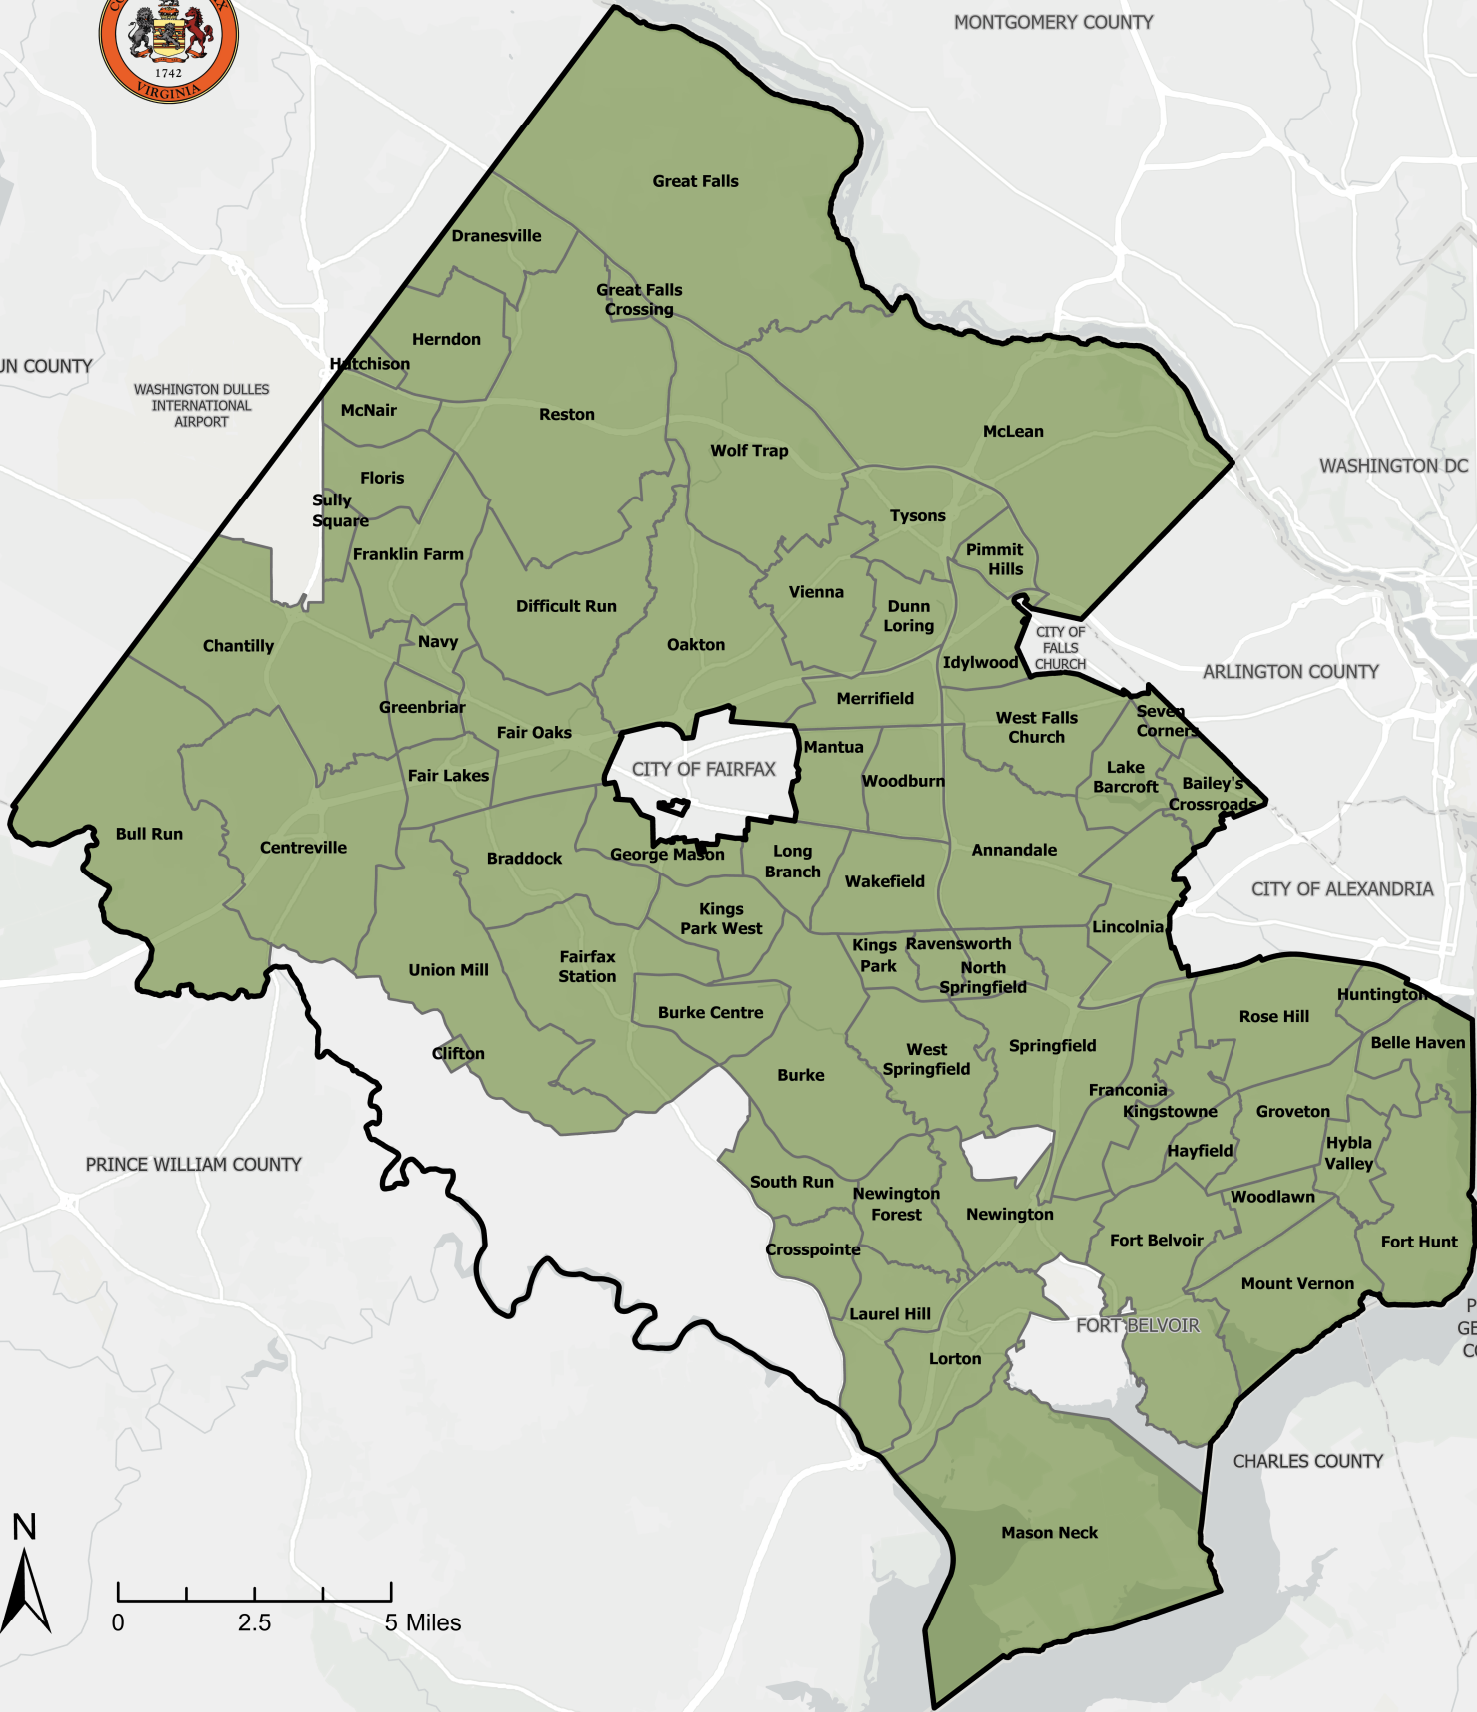 1742
VIRGINIA
MONTGOMERY COUNTY
Great Falls
Dranesville
Great Falls
Crossing
Herndon
Hutchison
UN COUNTY
WASHINGTON DULLES
INTERNATIONAL
AIRPORT
McNair
Reston
McLean
Wolf Trap
WASHINGTON DC
Floris
Sully
Square
Tysons
Franklin Farm
Pimmit
Hills
Vienna
Difficult Run
Dunn
Loring
CITY OF
FALLS
CHURCH
Chantilly
Navy
Oakton
Idylwood
ARLINGTON COUNTY
Merrifield
Greenbriar
Seven
Corners
West Falls
Church
Fair Oaks
Mantua
CITY OF FAIRFAX
Fair Lakes
Woodburn
Lake
Barcroft
Bailey's
Crossroads
Bull Run
Centreville
Braddock
George Mason
Long
Branch
Annandale
Wakefield
CITY OF ALEXANDRIA
Kings
Park West
Lincolnia
Kings
Park
Ravensworth
North
Springfield
Union Mill
Fairfax
Station
Huntington
Burke Centre
Rose Hill
Belle Haven
Clifton
West
Springfield
Springfield
Burke
Franconia
Kingstowne
Groveton
Hayfield
Hybla
Valley
PRINCE WILLIAM COUNTY
South Run
Newington
Forest
Woodlawn
Newington
Crosspointe
Fort Belvoir
Fort Hunt
Mount Vernon
Laurel Hill
FORT BELVOIR
P
GE
CO
Lorton
CHARLES COUNTY
N
Mason Neck
0 2.5 5 Miles